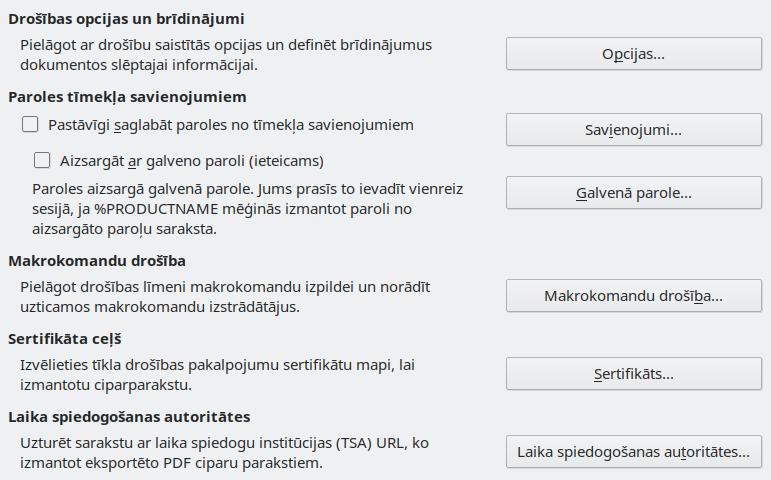 Drošības opcijas un brīdinājumi
Pielāgot ar drošību saistītās opcijas un definēt brīdinājumus
dokumentos slēptajai informācijai.
Opcijas...
Paroles tīmekļa savienojumiem
Pastāvīgi saglabāt paroles no tīmekļa savienojumiem
Savienojumi...
Aizsargāt ar galveno paroli (ieteicams)
Paroles aizsargā galvenā parole. Jums prasīs to ievadīt vienreiz
sesijā, ja %PRODUCTNAME mēģinās izmantot paroli no
aizsargāto paroļu saraksta.
Galvenā parole...
Makrokomandu drošība
Pielāgot drošības līmeni makrokomandu izpildei un norādīt
uzticamos makrokomandu izstrādātājus.
Makrokomandu drošība...
Sertifikāta ceļš
Izvēlieties tīkla drošības pakalpojumu sertifikātu mapi, lai
izmantotu ciparparakstu.
Sertifikāts...
Laika spiedogošanas autoritātes
Uzturēt sarakstu ar laika spiedogu institūcijas (TSA) URL, ko
izmantot eksportēto PDF ciparu parakstiem.
Laika spiedogošanas autoritātes...